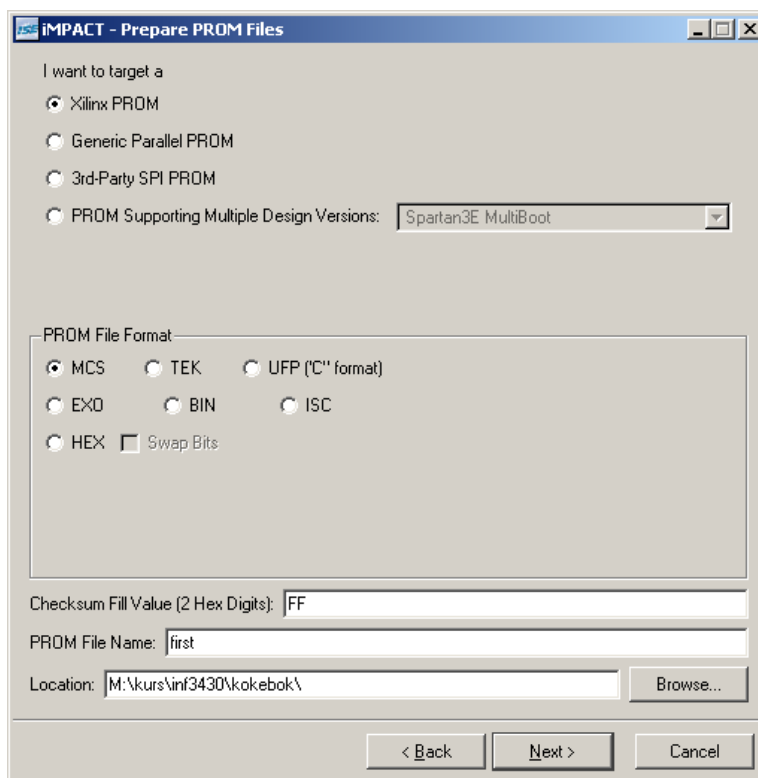 ISE iMPACT - Prepare PROM Files
I want to target a
Xilinx PROM
Generic Parallel PROM
3rd-Party SPI PROM
PROM Supporting Multiple Design Versions: Spartan3E MultiBoot
PROM File Format
MCS TEK UFP ('C" format)
EXO BIN ISC
HEX Swap Bits
Checksum Fill Value (2 Hex Digits): FF
PROM File Name: first
Location: M:\kurs\inf3430\kokebok\ Browse...
< Back Next > Cancel